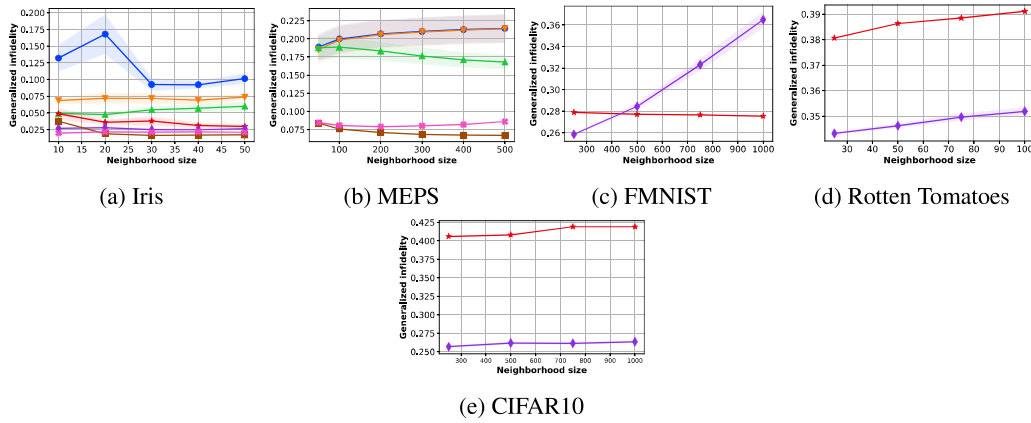 0.200
0.175
0.150
0.125
0.100
0.075
0.050
0.025
Generalized infidelity
10 15 20 25 30 35 40 45 50
Neighborhood size
(a) Iris
0.225
0.200
0.175
0.150
0.125
0.100
0.075
Generalized infidelity
100 200 300 400 500
Neighborhood size
(b) MEPS
0.36
0.34
0.32
0.30
0.28
0.26
Generalized infidelity
300 400 500 600 700 800 900 1000
Neighborhood size
(c) FMNIST
0.39
0.38
0.37
0.36
0.35
Generalized infidelity
30 40 50 60 70 80 90 100
Neighborhood size
(d) Rotten Tomatoes
0.425
0.400
0.375
0.350
0.325
0.300
0.275
0.250
Generalized infidelity
300 400 500 600 700 800 900 1000
Neighborhood size
(e) CIFAR10